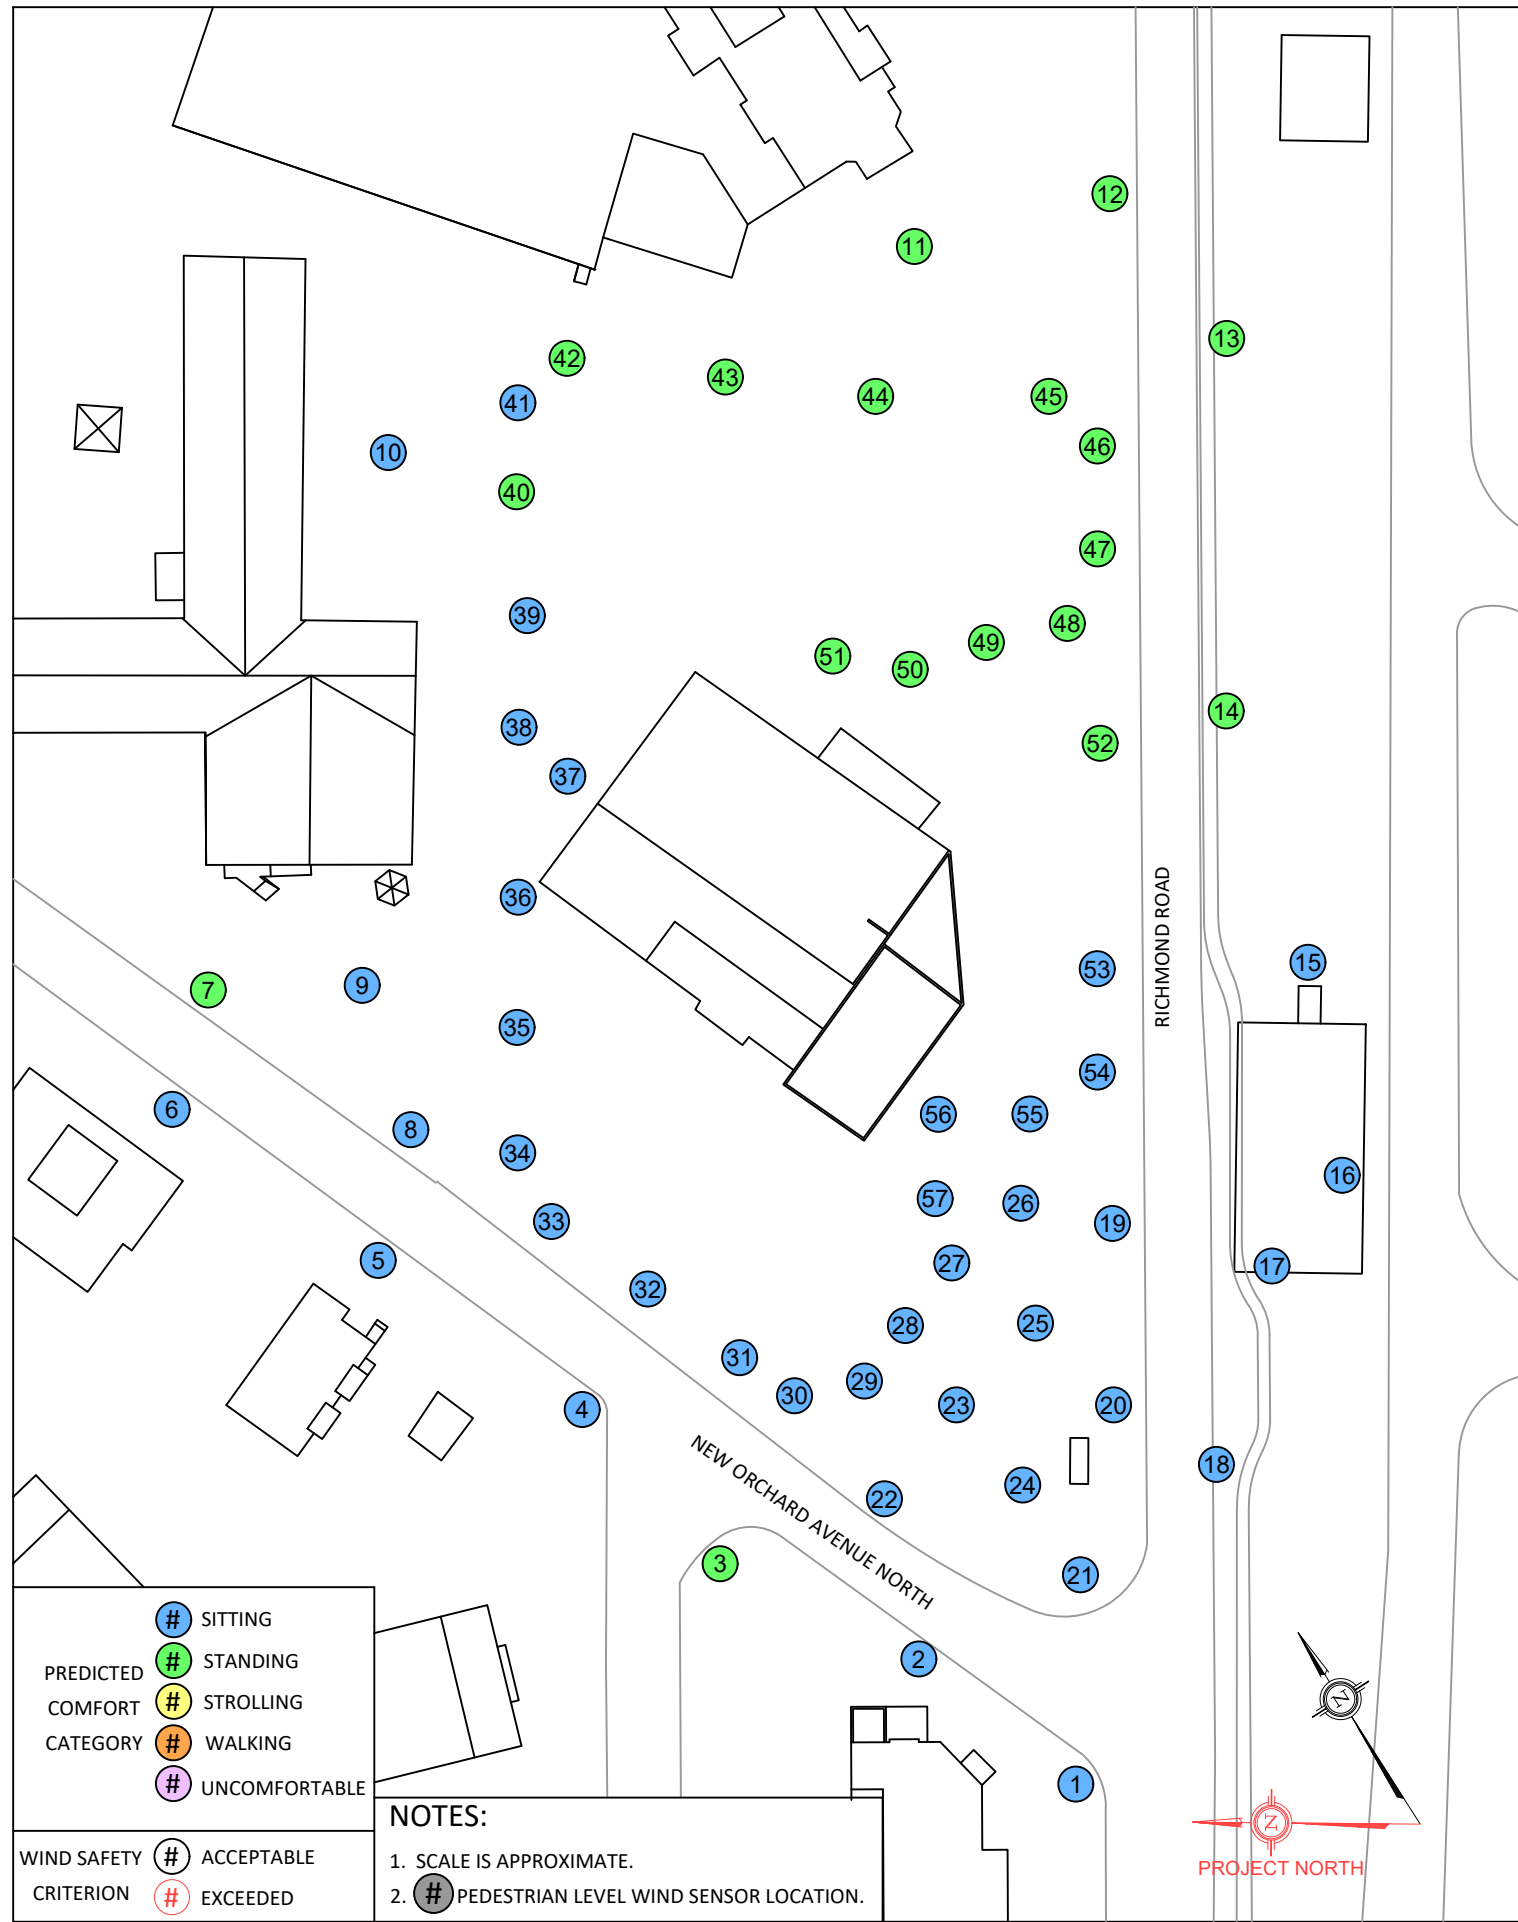 12
11
13
42
43
41
44
45
46
10
40
47
39
48
49
51
50
14
38
52
37
36
RICHMOND ROAD
15
53
9
7
35
54
6
56
55
8
34
16
57
26
33
19
5
27
17
32
25
28
31
29
30
23
20
4
NEW ORCHARD AVENUE NORTH
18
24
22
3
21
2
1
PREDICTED
COMFORT
CATEGORY
# SITTING
# STANDING
# STROLLING
# WALKING
# UNCOMFORTABLE
WIND SAFETY
CRITERION
# ACCEPTABLE
# EXCEEDED
NOTES:
1. SCALE IS APPROXIMATE.
2. # PEDESTRIAN LEVEL WIND SENSOR LOCATION.
N
N
PROJECT NORTH